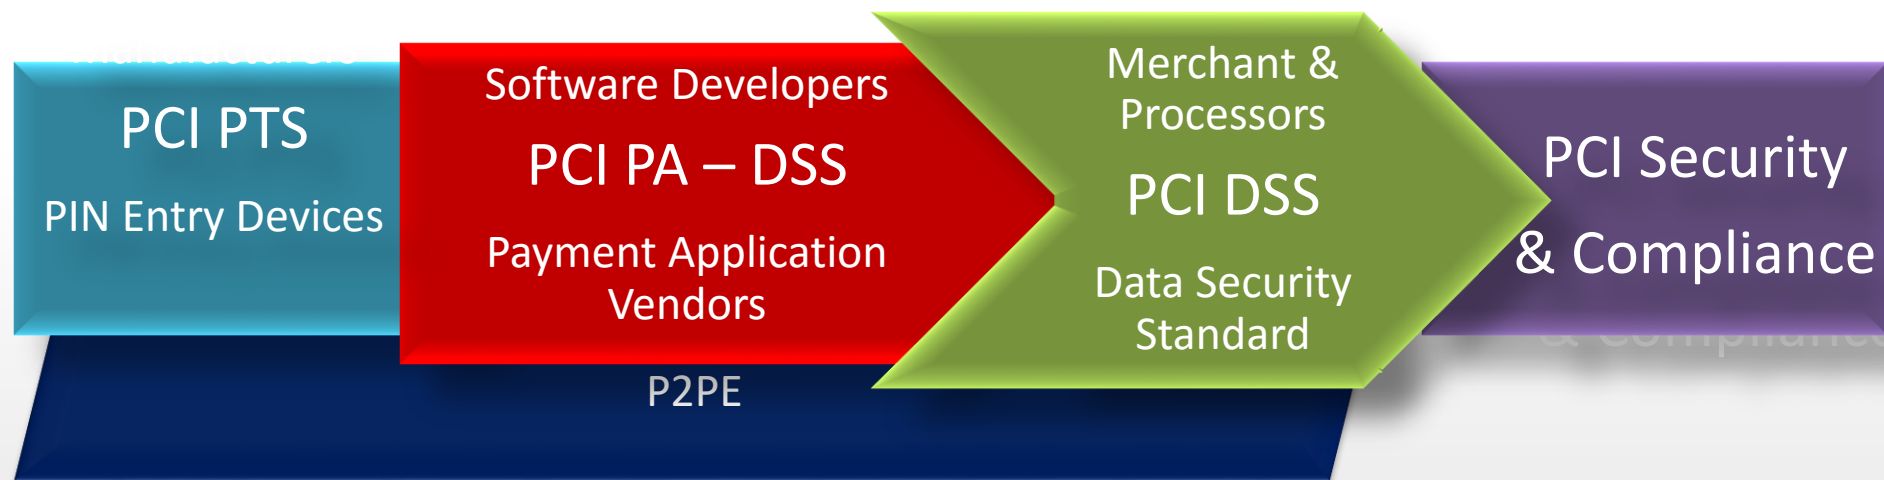 PCI PTS
PIN Entry Devices
Software Developers
PCI PA – DSS
Payment Application
Vendors
Merchant &
Processors
PCI DSS
Data Security
Standard
PCI Security
& Compliance
P2PE